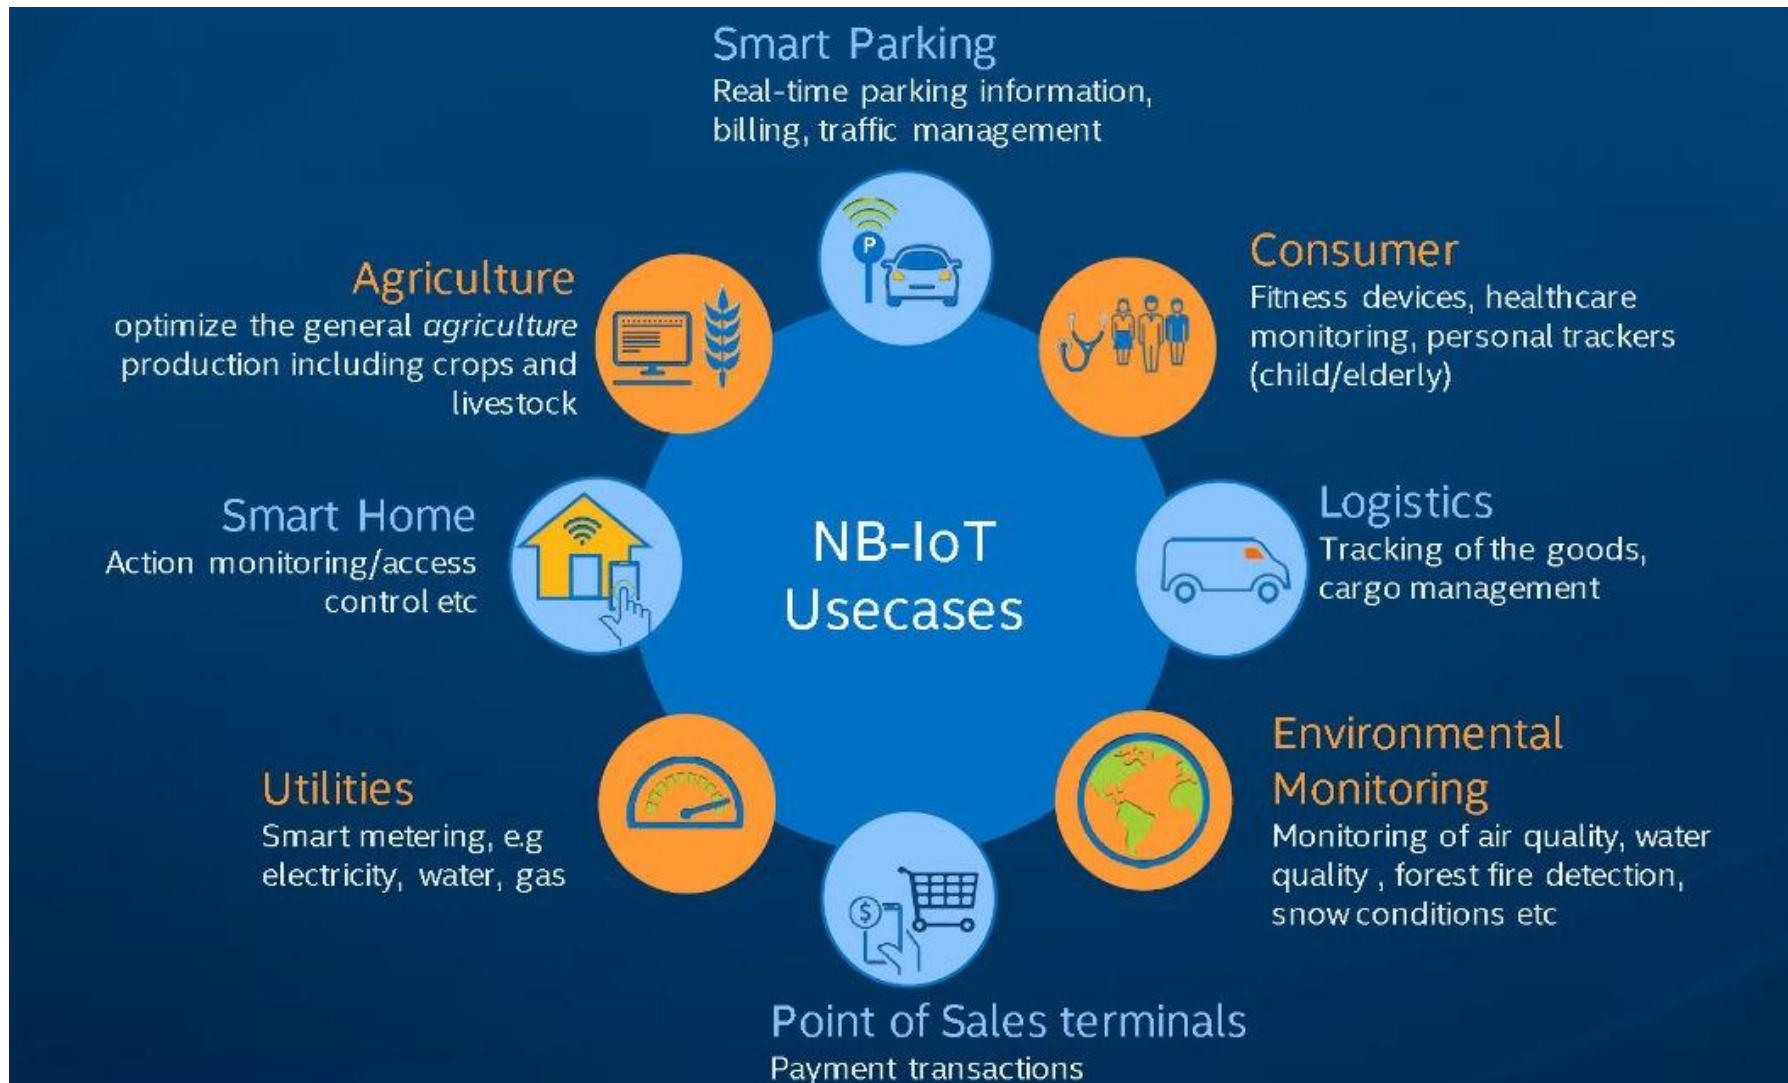 Smart Parking
Real-time parking information,
billing, traffic management
P
Consumer
Fitness devices, healthcare
monitoring, personal trackers
(child/elderly)
Agriculture
optimize the general agriculture
production including crops and
livestock
Logistics
Tracking of the goods,
cargo management
Smart Home
Action monitoring/access
control etc
NB-IoT
Usecases
Environmental
Monitoring
Monitoring of air quality, water
quality , forest fire detection,
snow conditions etc
Utilities
Smart metering, e.g
electricity, water, gas
$
Point of Sales terminals
Payment transactions